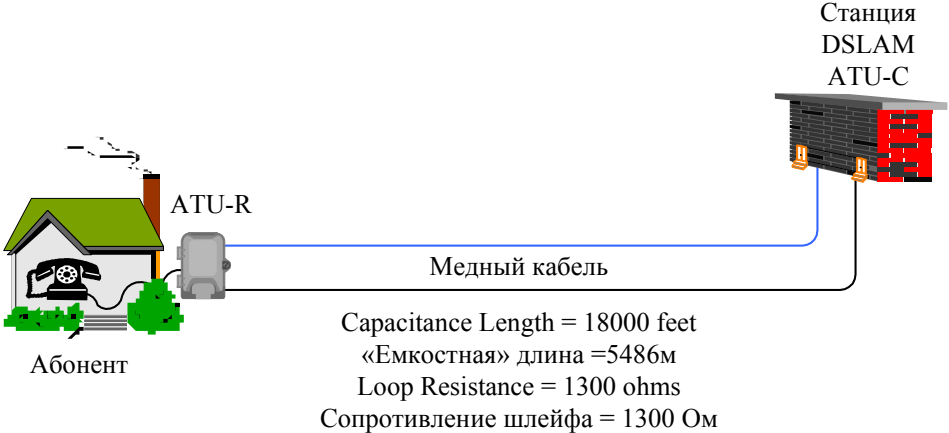 Станция
DSLAM
ATU-C
ATU-R
Медный кабель
Capacitance Length = 18000 feet
«Емкостная» длина =5486м
Абонент
Loop Resistance = 1300 ohms
Сопротивление шлейфа = 1300 Ом